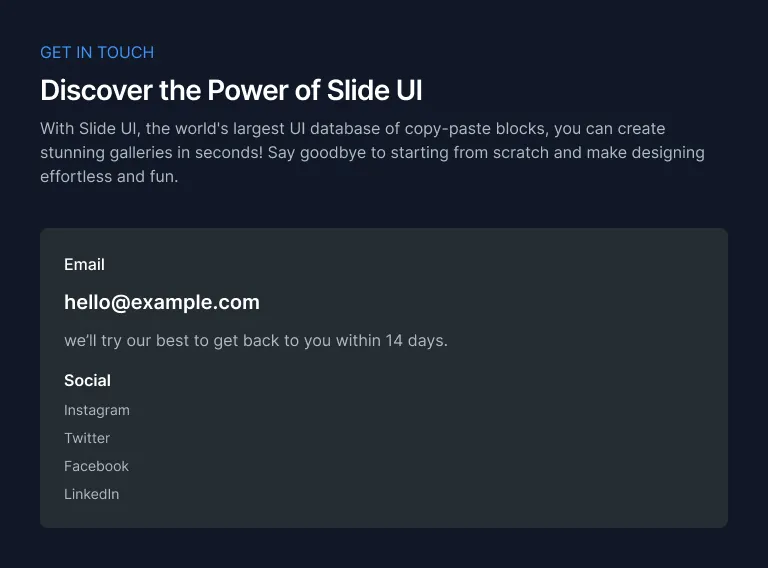 GET IN TOUCH
Discover the Power of Slide UI
With Slide UI, the world's largest UI database of copy-paste blocks, you can create
stunning galleries in seconds! Say goodbye to starting from scratch and make designing
effortless and fun.
Email
hello@example.com
we’ll try our best to get back to you within 14 days.
Social
Instagram
Twitter
Facebook
LinkedIn